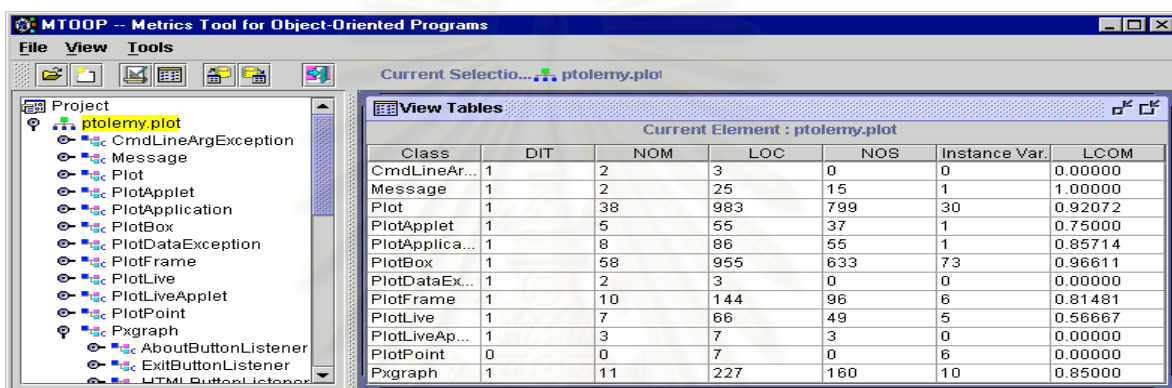 MTOOP -- Metrics Tool for Object-Oriented Programs
File View Tools
Current Selectio... ptolemy.plot
Project
ptolemy.plot
CmdLineArgException
Message
Plot
PlotApplet
PlotApplication
PlotBox
PlotDataException
PlotFrame
PlotLive
PlotLiveApplet
PlotPoint
Pxgraph
AboutButtonListener
ExitButtonListener
HTMLButtonListener
View Tables
Current Element : ptolemy.plot
Class DIT NOM LOC NOS Instance Var. LCOM
CmdLineAr... 1 2 3 0 0 0.00000
Message 1 2 25 15 1 1.00000
Plot 1 38 983 799 30 0.92072
PlotApplet 1 5 55 37 1 0.75000
PlotApplica... 1 8 86 55 1 0.85714
PlotBox 1 58 955 633 73 0.96611
PlotDataEx... 1 2 3 0 0 0.00000
PlotFrame 1 10 144 96 6 0.81481
PlotLive 1 7 66 49 5 0.56667
PlotLiveAp... 1 3 7 3 0 0.00000
PlotPoint 0 0 7 0 6 0.00000
Pxgraph 1 11 227 160 10 0.85000